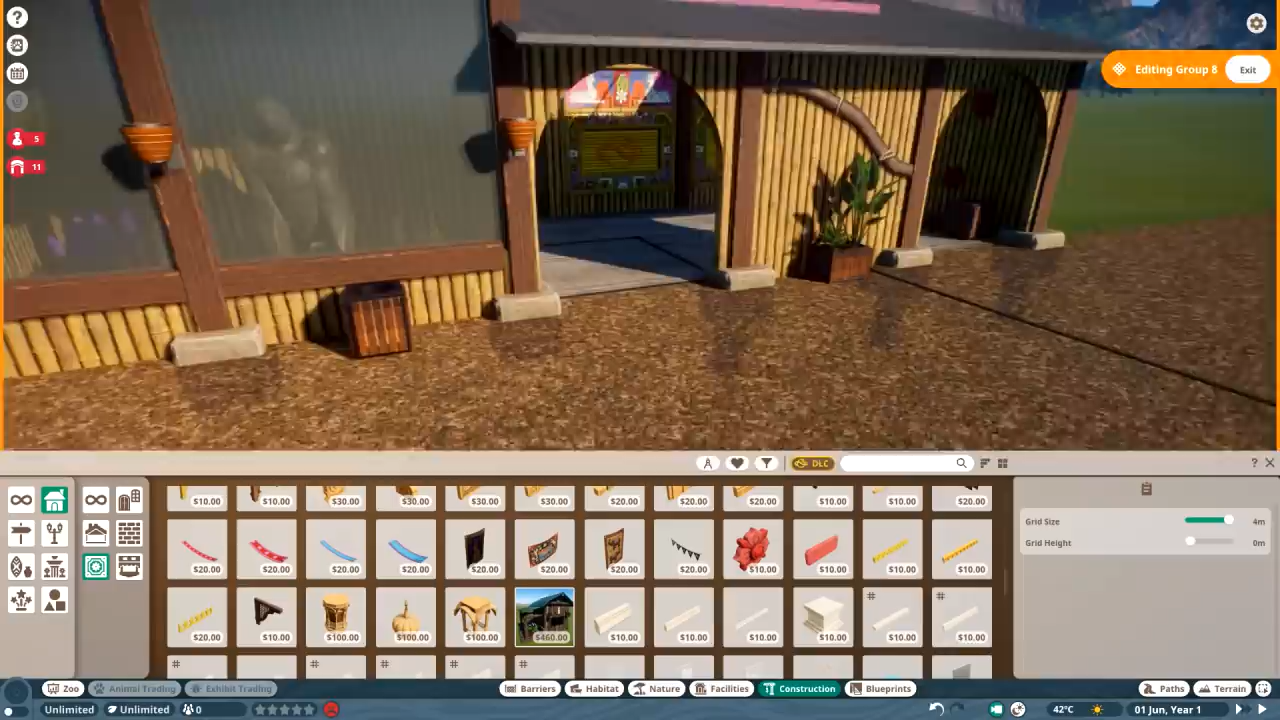 ?
Editing Group 8 Exit
5
11
DLC
?
$10.00 $10.00 $30.00 $30.00 $30.00 $30.00 $20.00 $20.00 $20.00 $10.00 $10.00 $20.00
$20.00 $20.00 $20.00 $20.00 $20.00 $20.00 $20.00 $20.00 $10.00 $10.00 $10.00 $10.00
$20.00 $10.00 $100.00 $100.00 $100.00 $460.00 $10.00 $10.00 $10.00 $10.00 $10.00 $10.00
Grid Size 4m
Grid Height 0m
Zoo Animal Trading Exhibit Trading Barriers Habitat Nature Facilities Construction Blueprints Paths Terrain
Unlimited Unlimited 0 42°C 01 Jun, Year 1